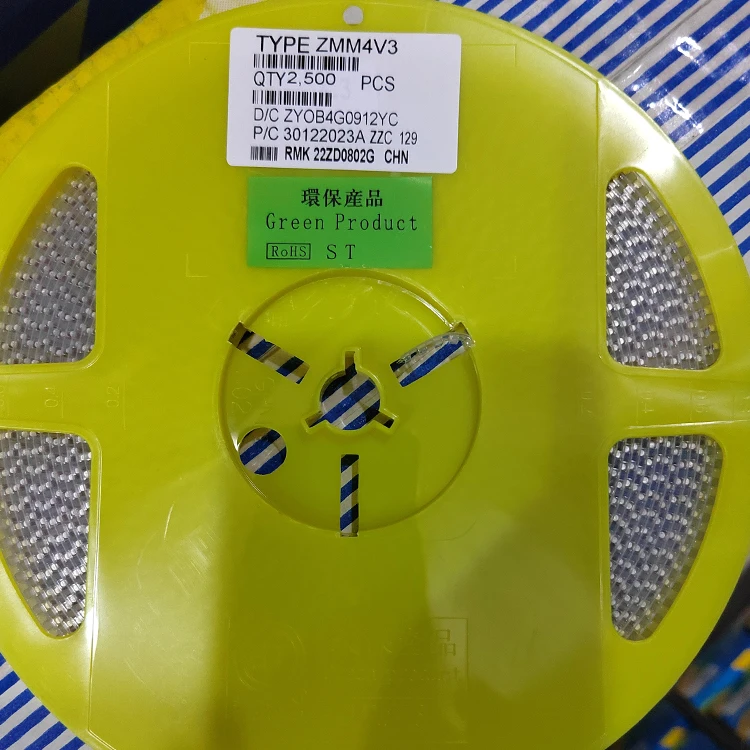 TYPE ZMM4V3
QTY2,500 PCS
D/C ZYOB4G0912YC
P/C 30122023A ZZC 129
RMK 22ZD0802G CHN
環保産品
Green Product
RoHS ST